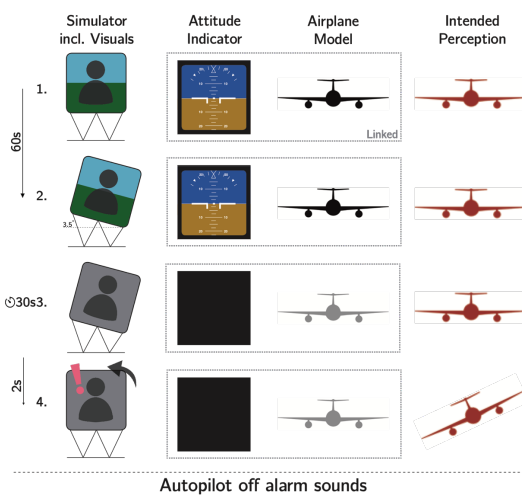 Simulator
incl. Visuals
Attitude
Indicator
Airplane
Model
Intended
Perception
1.
Linked
60s
2.
3.5°
30s
3.
2s
4.
Autopilot off alarm sounds